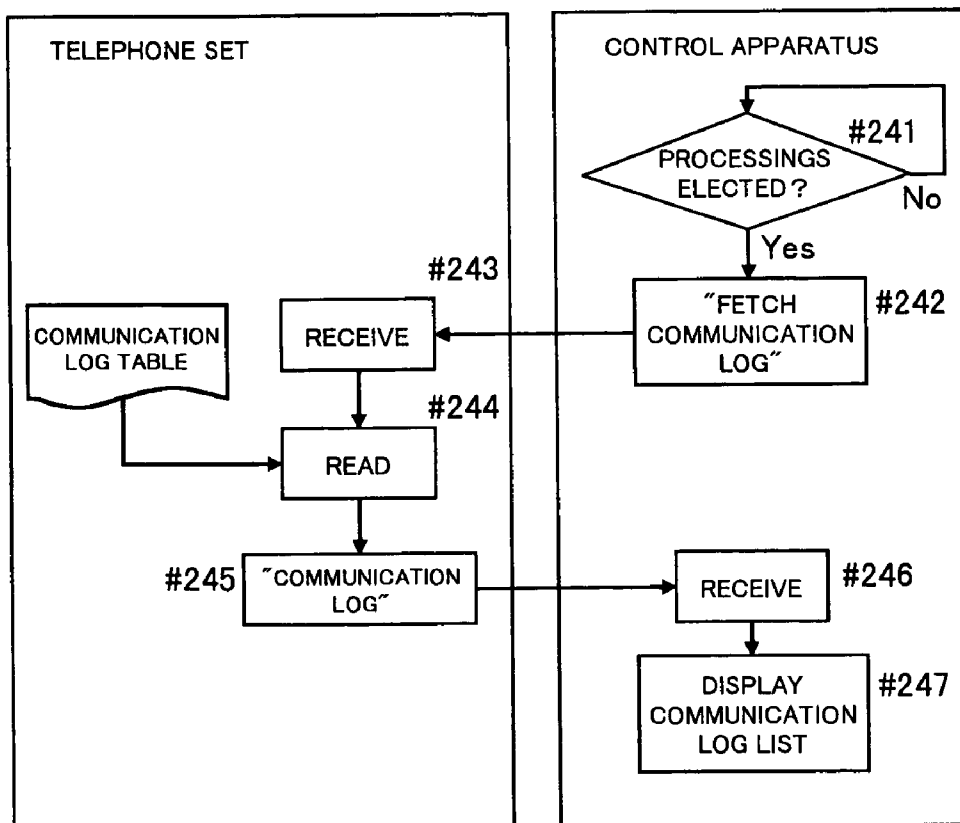 TELEPHONE SET
CONTROL APPARATUS
#241
PROCESSINGS
ELECTED?
No
Yes
#243
"FETCH
COMMUNICATION
LOG"
#242
COMMUNICATION
LOG TABLE
RECEIVE
#244
READ
#245
"COMMUNICATION
LOG"
#246
RECEIVE
DISPLAY
COMMUNICATION
LOG LIST
#247